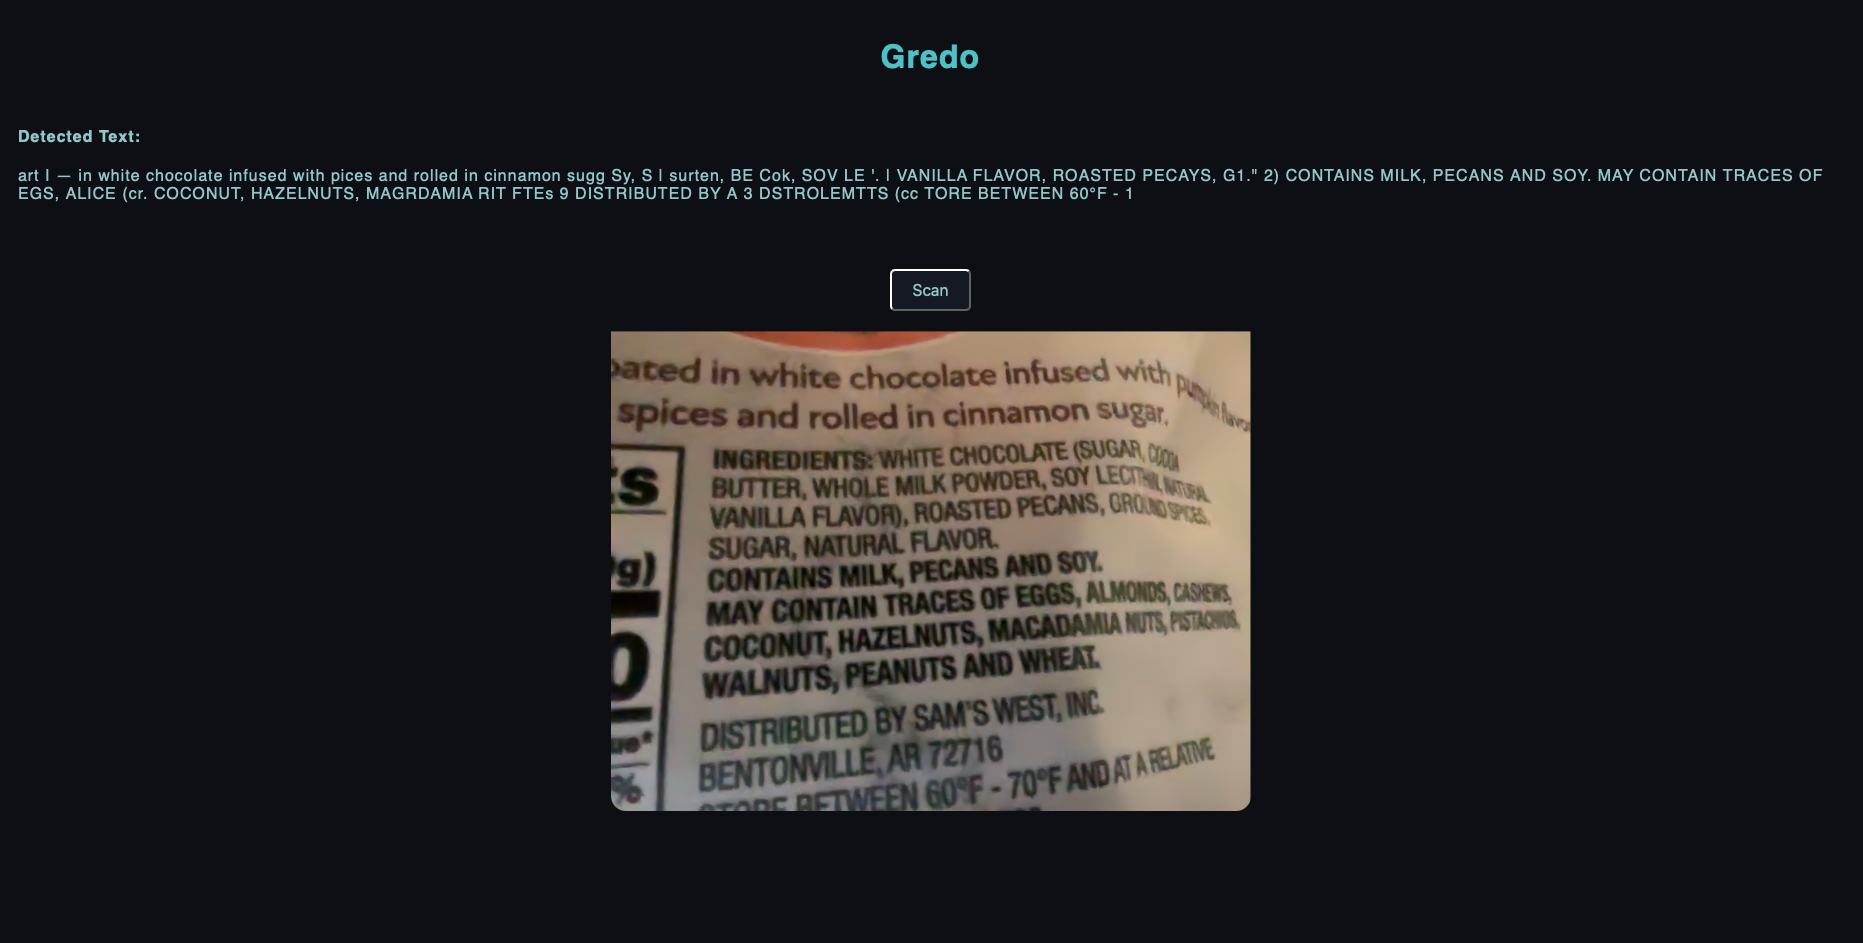 Gredo
Detected Text:
art I — in white chocolate infused with pices and rolled in cinnamon sugg Sy, S I surten, BE Cok, SOV LE '. I VANILLA FLAVOR, ROASTED PECAYS, G1." 2) CONTAINS MILK, PECANS AND SOY. MAY CONTAIN TRACES OF
EGS, ALICE (cr. COCONUT, HAZELNUTS, MAGRDAMIA RIT FTEs 9 DISTRIBUTED BY A 3 DSTROLEMTTS (cc TORE BETWEEN 60°F - 1
Scan
in white chocolate infused with pumpkin
spices and rolled in cinnamon sugar.
INGREDIENTS: WHITE CHOCOLATE (SUGAR, COCOA
BUTTER, WHOLE MILK POWDER, SOY LECITHIN, NATURAL
VANILLA FLAVOR), ROASTED PECANS, GROUND SPICES,
SUGAR, NATURAL FLAVOR.
CONTAINS MILK, PECANS AND SOY.
MAY CONTAIN TRACES OF EGGS, ALMONDS, CASHEWS,
COCONUT, HAZELNUTS, MACADAMIA NUTS, PISTACHIOS,
WALNUTS, PEANUTS AND WHEAT.
DISTRIBUTED BY SAM'S WEST, INC.
BENTONVILLE, AR 72716
STORE BETWEEN 60°F - 70°F AND AT A RELATIVE